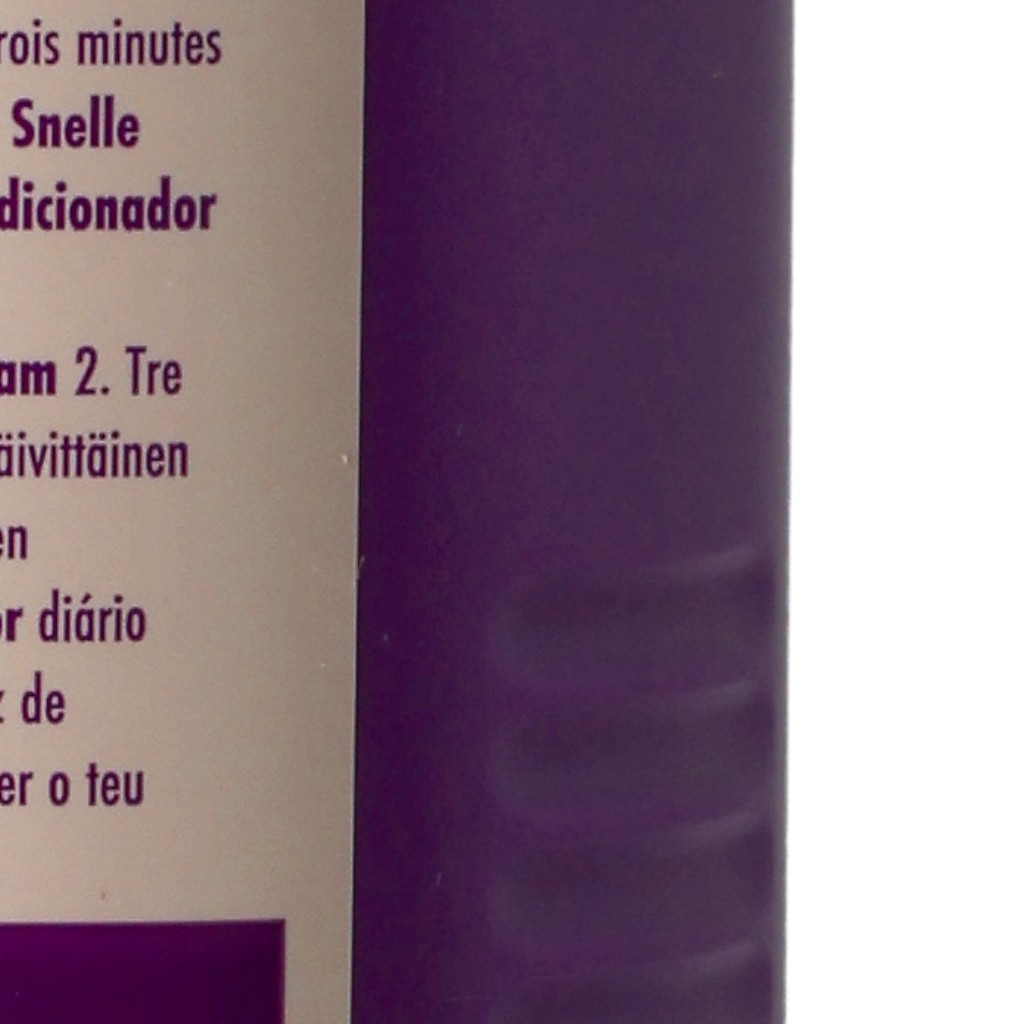 rois minutes
Snelle
dicionador
am 2. Tre
äivittäinen
en
or diário
z de
er o teu